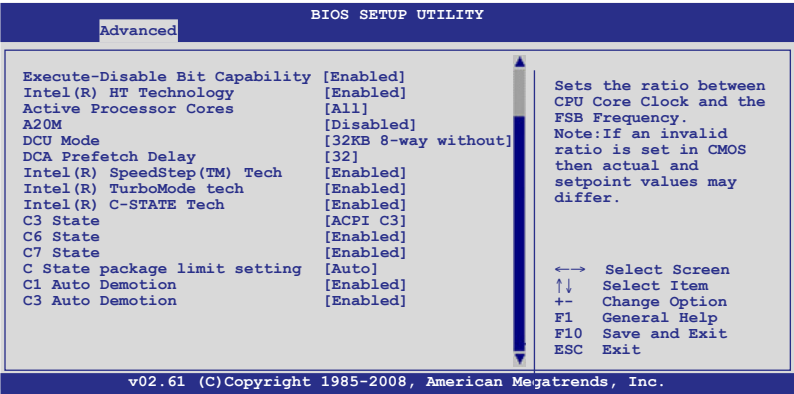 BIOS SETUP UTILITY
Advanced
Execute-Disable Bit Capability [Enabled]
Intel(R) HT Technology [Enabled]
Active Processor Cores [All]
A20M [Disabled]
DCU Mode [32KB 8-way without]
DCA Prefetch Delay [32]
Intel(R) SpeedStep(TM) Tech [Enabled]
Intel(R) TurboMode tech [Enabled]
Intel(R) C-STATE Tech [Enabled]
C3 State [ACPI C3]
C6 State [Enabled]
C7 State [Enabled]
C State package limit setting [Auto]
C1 Auto Demotion [Enabled]
C3 Auto Demotion [Enabled]
Sets the ratio between
CPU Core Clock and the
FSB Frequency.
Note:If an invalid
ratio is set in CMOS
then actual and
setpoint values may
differ.
←→ Select Screen
↑↓ Select Item
+- Change Option
F1 General Help
F10 Save and Exit
ESC Exit
v02.61 (C)Copyright 1985-2008, American Megatrends, Inc.